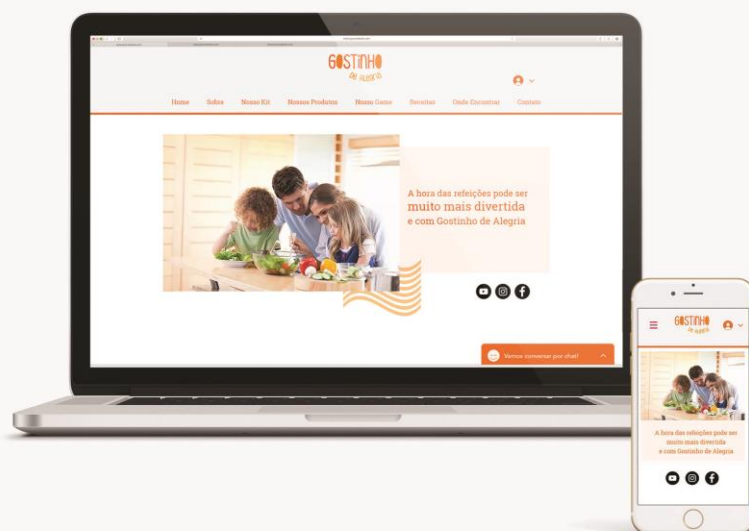 GOSTINHO
DE ALEGRIA
Home Sobre Nosso Kit Nossos Produtos Nosso Game Receitas Onde Encontrar Contato
A hora das refeições pode ser
muito mais divertida
e com Gostinho de Alegria
Vamos conversar por chat!
GOSTINHO
DE ALEGRIA
A hora das refeições pode ser
muito mais divertida
e com Gostinho de Alegria